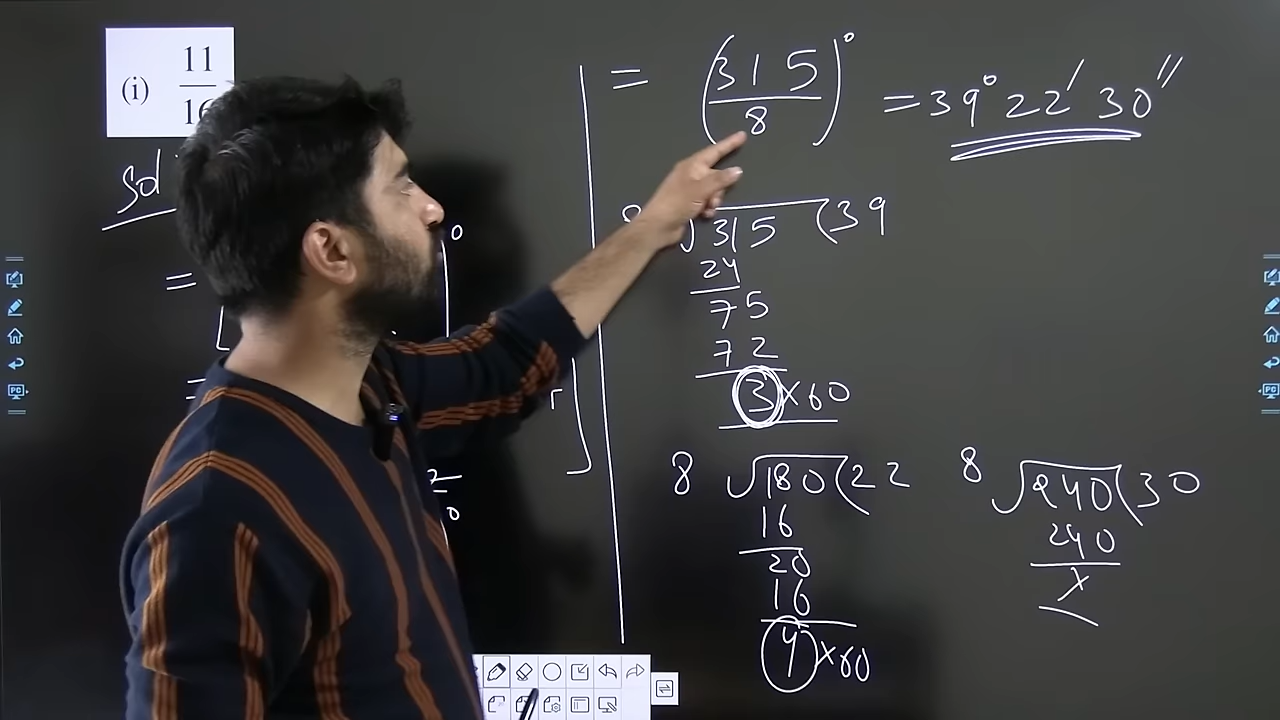 (i) 11/16
Sol
=
=
= (315/8)° = 39° 22′ 30″
8 √315 (39
24
75
72
3 × 60
8 √180 (22
16
20
16
4 × 60
8 √240 (30
240
x